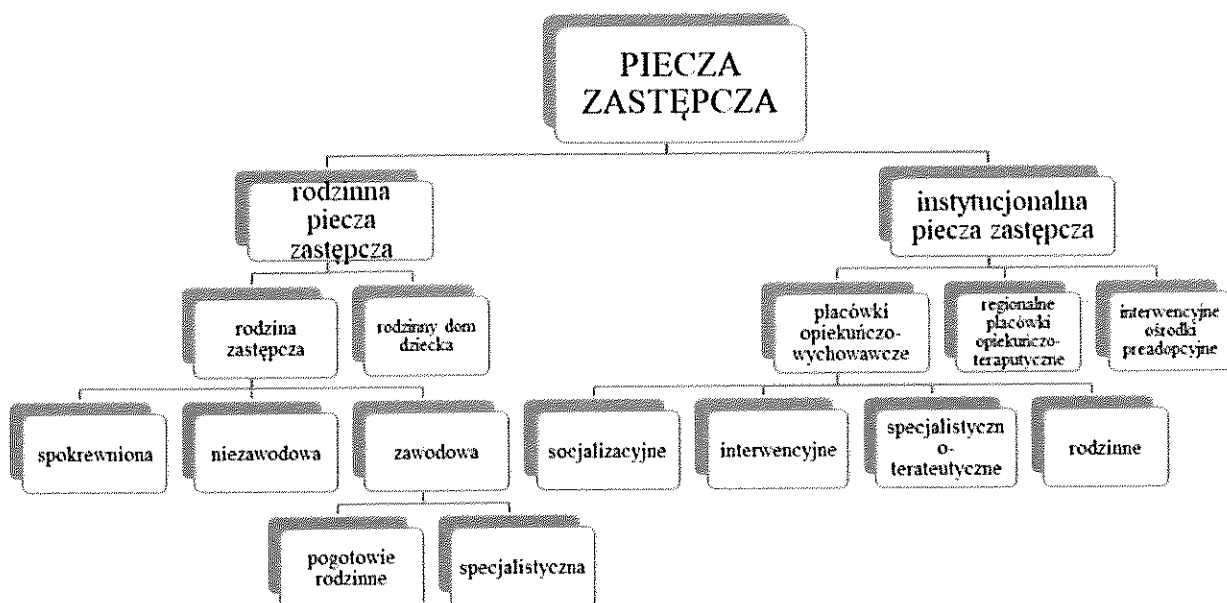 PIECZA
ZASTĘPCZA
rodzinna
piecza
zastępcza
instytucjonalna
piecza zastępcza
rodzina
zastępcza
rodzinny dom
dziecka
placówki
opiekuńczo-
wychowawcze
regionalne
placówki
opiekuńczo-
teraputyczne
interwencyjne
ośrodki
preadopcyjne
spokrewniona
niezawodowa
zawodowa
socjalizacyjne
interwencyjne
specjalistyczn
o-
terateutyczne
rodzinne
pogotowie
rodzinne
specjalistyczna